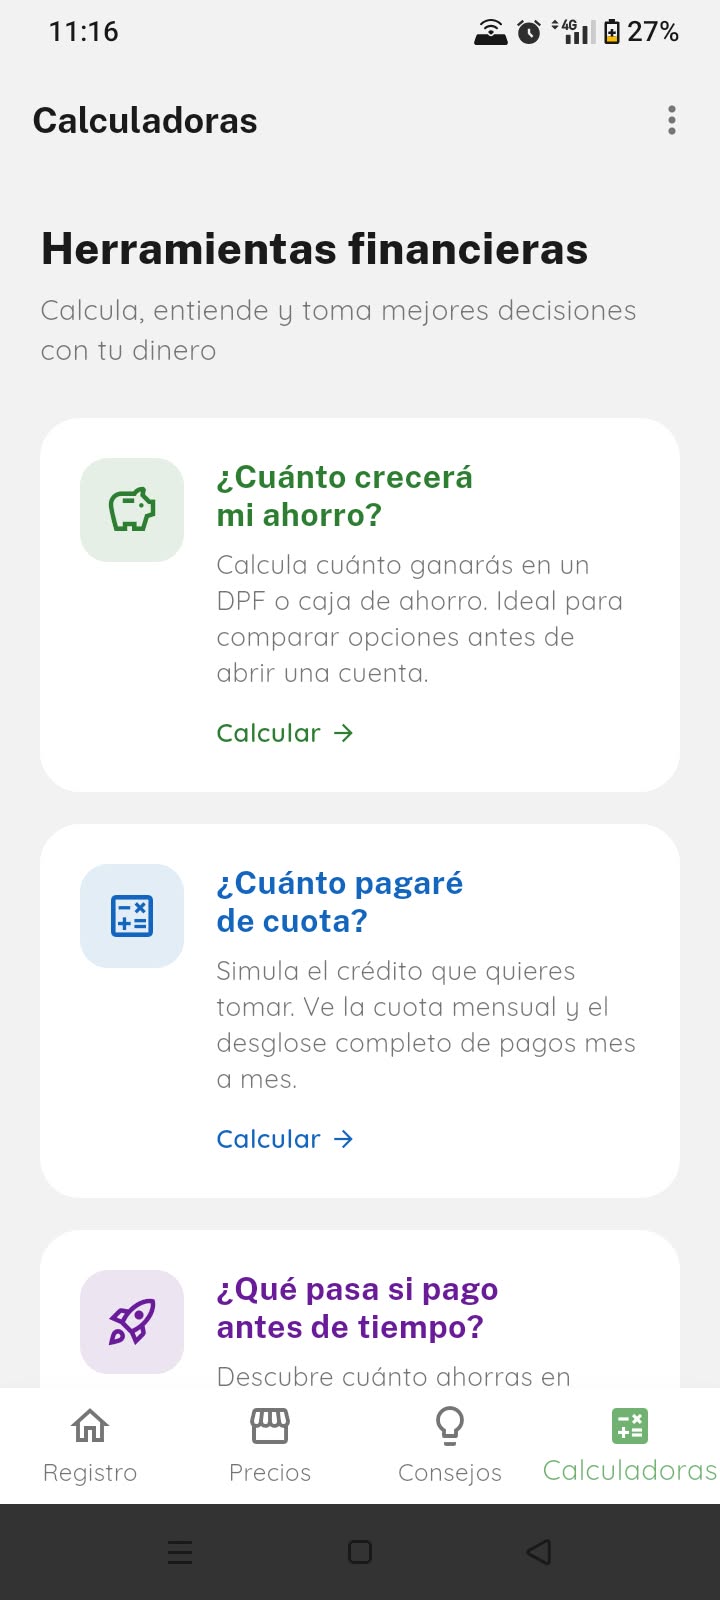 11:16
4G
27%
Calculadoras
Herramientas financieras
Calcula, entiende y toma mejores decisiones
con tu dinero
¿Cuánto crecerá
mi ahorro?
Calcula cuánto ganarás en un
DPF o caja de ahorro. Ideal para
comparar opciones antes de
abrir una cuenta.
Calcular →
¿Cuánto pagaré
de cuota?
Simula el crédito que quieres
tomar. Ve la cuota mensual y el
desglose completo de pagos mes
a mes.
Calcular →
¿Qué pasa si pago
antes de tiempo?
Descubre cuánto ahorras en
Registro
Precios
Consejos
Calculadoras